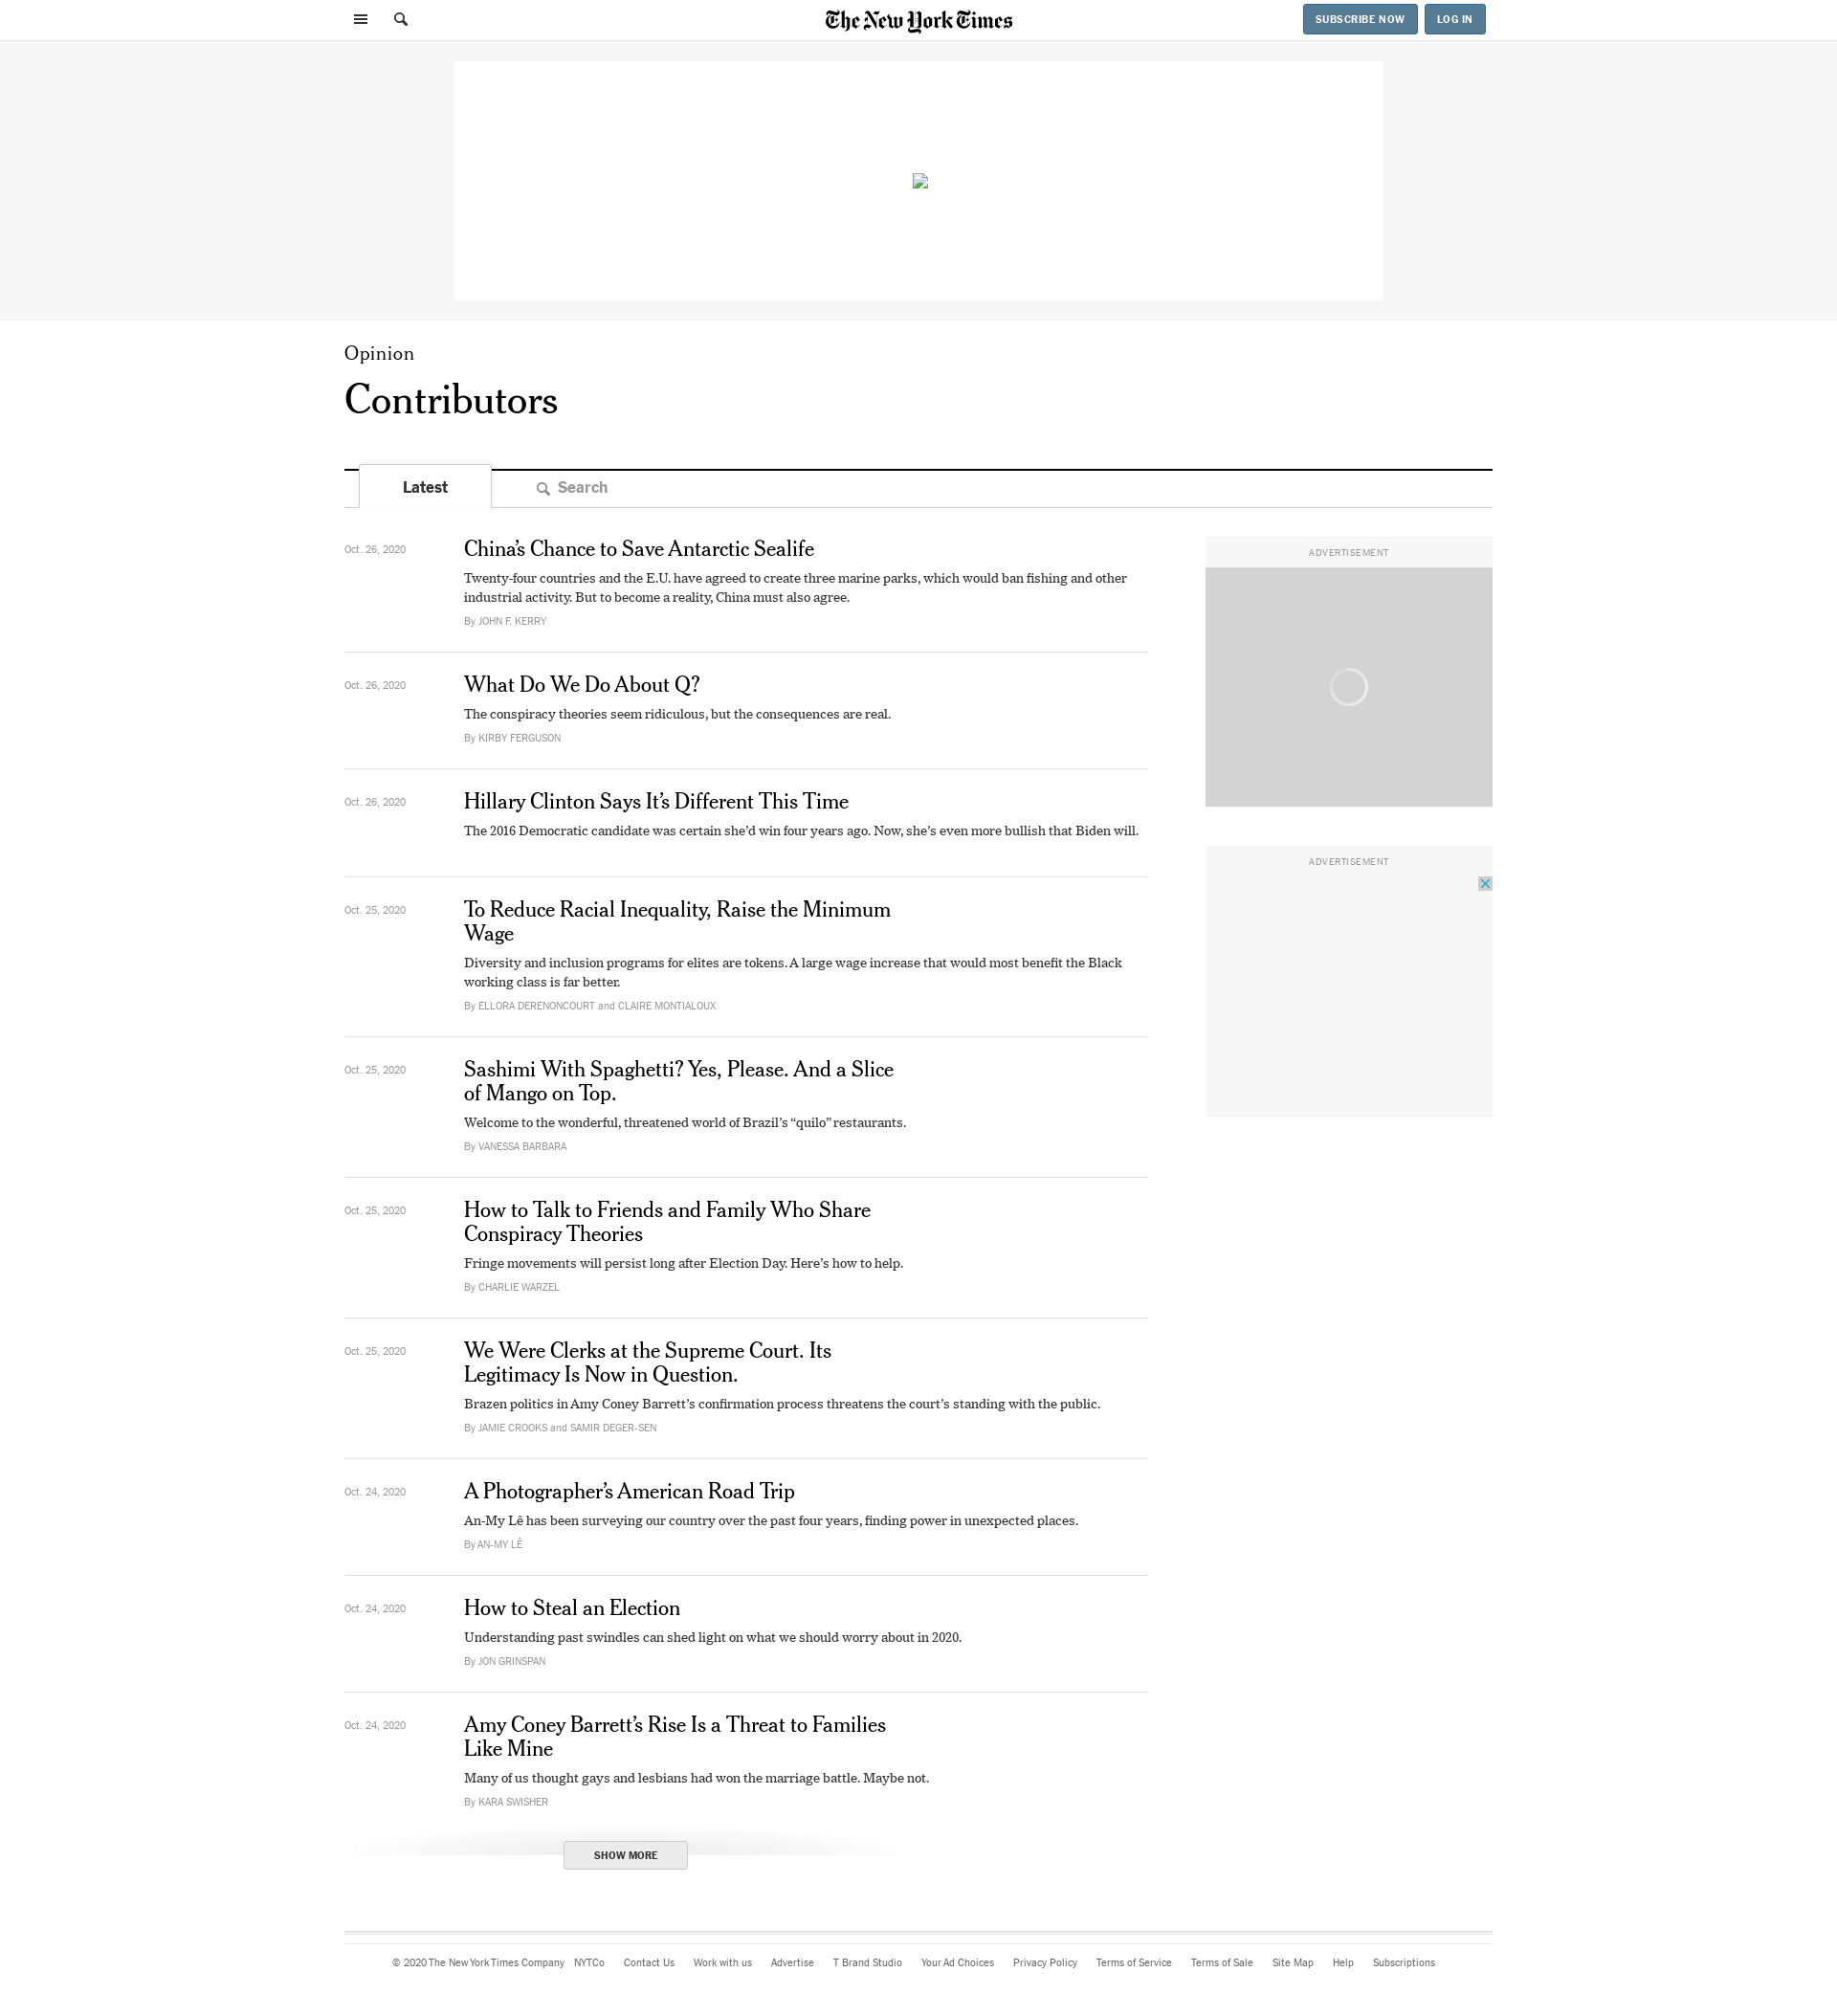 The New York Times
SUBSCRIBE NOW
LOG IN
Opinion
Contributors
Latest
Search
Oct. 26, 2020
China’s Chance to Save Antarctic Sealife
Twenty-four countries and the E.U. have agreed to create three marine parks, which would ban fishing and other
industrial activity. But to become a reality, China must also agree.
By JOHN F. KERRY
Oct. 26, 2020
What Do We Do About Q?
The conspiracy theories seem ridiculous, but the consequences are real.
By KIRBY FERGUSON
Oct. 26, 2020
Hillary Clinton Says It’s Different This Time
The 2016 Democratic candidate was certain she’d win four years ago. Now, she’s even more bullish that Biden will.
Oct. 25, 2020
To Reduce Racial Inequality, Raise the Minimum
Wage
Diversity and inclusion programs for elites are tokens. A large wage increase that would most benefit the Black
working class is far better.
By ELLORA DERENONCOURT and CLAIRE MONTIALOUX
Oct. 25, 2020
Sashimi With Spaghetti? Yes, Please. And a Slice
of Mango on Top.
Welcome to the wonderful, threatened world of Brazil’s “quilo” restaurants.
By VANESSA BARBARA
Oct. 25, 2020
How to Talk to Friends and Family Who Share
Conspiracy Theories
Fringe movements will persist long after Election Day. Here’s how to help.
By CHARLIE WARZEL
Oct. 25, 2020
We Were Clerks at the Supreme Court. Its
Legitimacy Is Now in Question.
Brazen politics in Amy Coney Barrett’s confirmation process threatens the court’s standing with the public.
By JAMIE CROOKS and SAMIR DEGER-SEN
Oct. 24, 2020
A Photographer’s American Road Trip
An-My Lê has been surveying our country over the past four years, finding power in unexpected places.
By AN-MY LÊ
Oct. 24, 2020
How to Steal an Election
Understanding past swindles can shed light on what we should worry about in 2020.
By JON GRINSPAN
Oct. 24, 2020
Amy Coney Barrett’s Rise Is a Threat to Families
Like Mine
Many of us thought gays and lesbians had won the marriage battle. Maybe not.
By KARA SWISHER
SHOW MORE
ADVERTISEMENT
ADVERTISEMENT
© 2020 The New York Times Company NYTCo Contact Us Work with us Advertise T Brand Studio Your Ad Choices Privacy Policy Terms of Service Terms of Sale Site Map Help Subscriptions